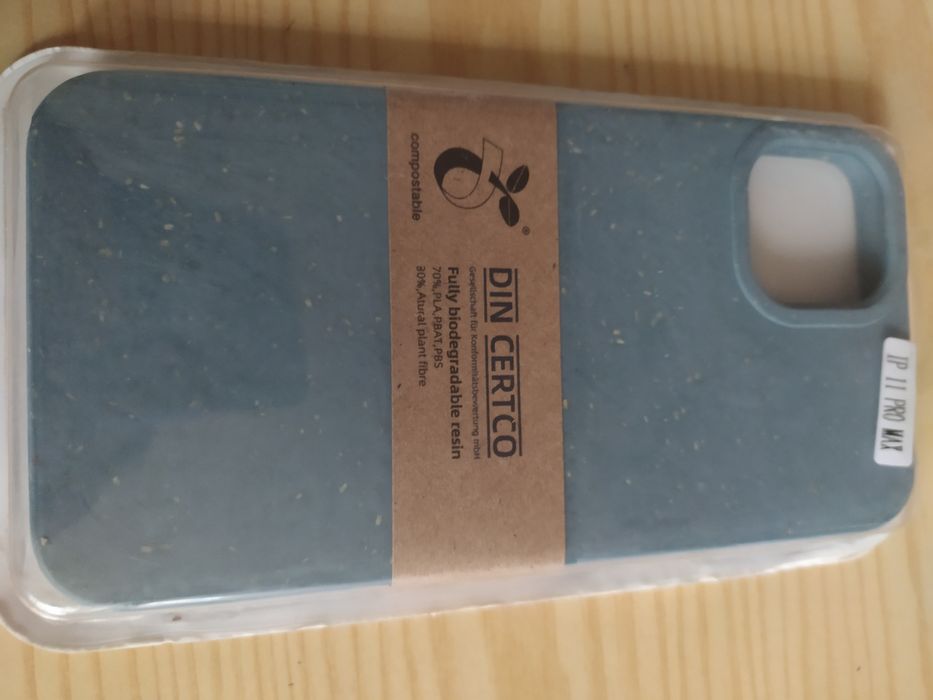 compostable
®
DIN CERTCO
Gesellschaft für Konformitätsbewertung mbH
Fully biodegradable resin
70%,PLA,PBAT,PBS
30%,Atural plant fibre
IP 11 PRO MAX